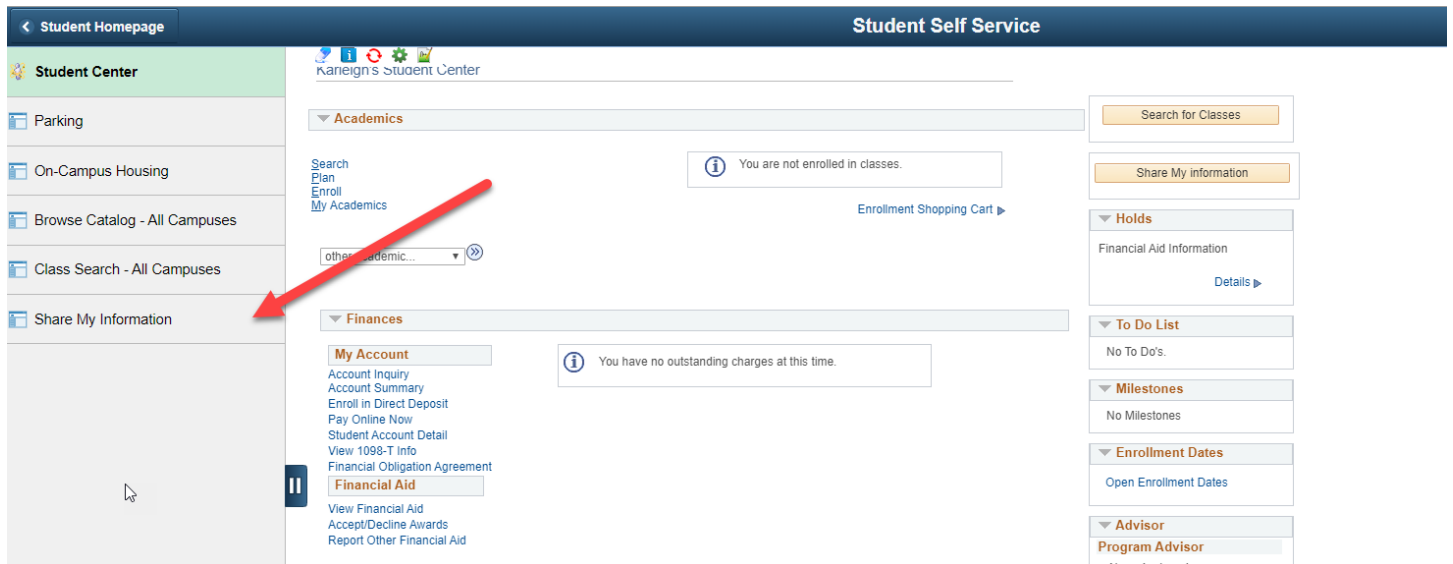 Student Homepage
Student Self Service
Student Center
Parking
On-Campus Housing
Browse Catalog - All Campuses
Class Search - All Campuses
Share My Information
Student Center
Academics
Search
Plan
Enroll
My Academics
You are not enrolled in classes.
Enrollment Shopping Cart
Finances
My Account
Account Inquiry
Account Summary
Enroll in Direct Deposit
Pay Online Now
Student Account Detail
View 1098-T Info
Financial Obligation Agreement
You have no outstanding charges at this time.
Financial Aid
View Financial Aid
Accept/Decline Awards
Report Other Financial Aid
Search for Classes
Share My information
Holds
Financial Aid Information
Details
To Do List
No To Do's.
Milestones
No Milestones
Enrollment Dates
Open Enrollment Dates
Advisor
Program Advisor